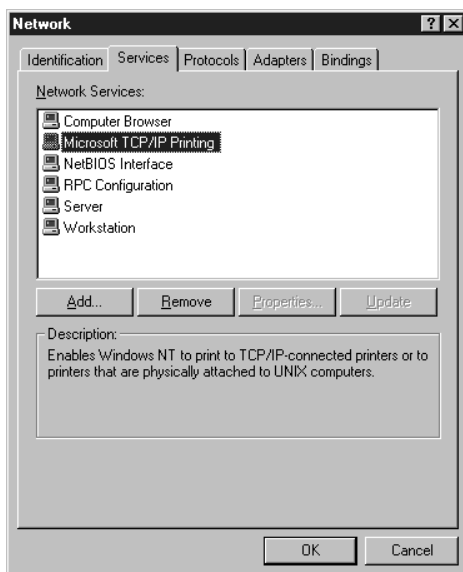 Network
? X
Identification Services Protocols Adapters Bindings
Network Services:
Computer Browser
Microsoft TCP/IP Printing
NetBIOS Interface
RPC Configuration
Server
Workstation
Add... Remove Properties... Update
Description:
Enables Windows NT to print to TCP/IP-connected printers or to
printers that are physically attached to UNIX computers.
OK Cancel